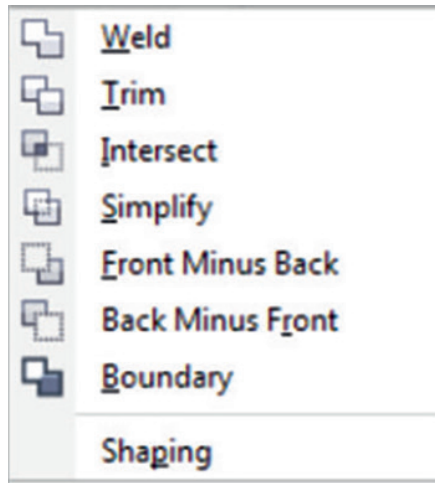 Weld
Trim
Intersect
Simplify
Front Minus Back
Back Minus Front
Boundary
Shaping